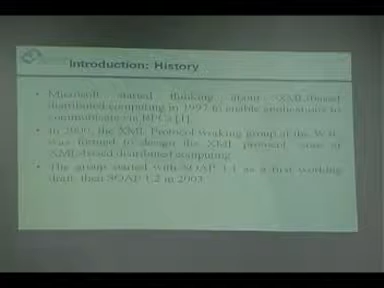 Introduction: History
• Microsoft started thinking about XML-based
distributed computing in 1997 to enable applications to
communicate via RPCs [1].
• In 2000, the XML Protocol working group at the W3C
was formed to design the XML protocol core of
XML-based distributed computing
• The group started with SOAP 1.1 as a first working
draft, then SOAP 1.2 in 2003